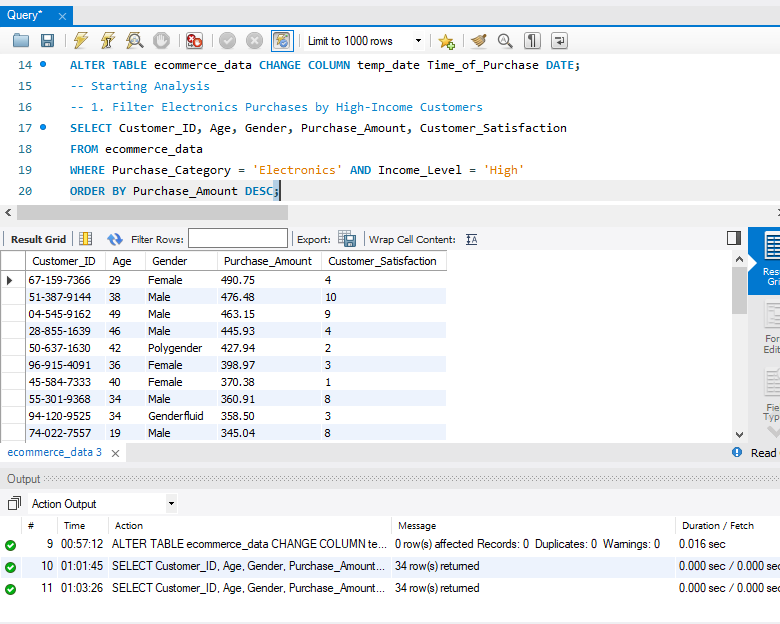 Query*
Limit to 1000 rows
14 ALTER TABLE ecommerce_data CHANGE COLUMN temp_date Time_of_Purchase DATE;
15 -- Starting Analysis
16 -- 1. Filter Electronics Purchases by High-Income Customers
17 SELECT Customer_ID, Age, Gender, Purchase_Amount, Customer_Satisfaction
18 FROM ecommerce_data
19 WHERE Purchase_Category = 'Electronics' AND Income_Level = 'High'
20 ORDER BY Purchase_Amount DESC;
Result Grid Filter Rows: Export: Wrap Cell Content:
Customer_ID Age Gender Purchase_Amount Customer_Satisfaction
67-159-7366 29 Female 490.75 4
51-387-9144 38 Male 476.48 10
04-545-9162 49 Male 463.15 9
28-855-1639 46 Male 445.93 4
50-637-1630 42 Polygender 427.94 2
96-915-4091 36 Female 398.97 3
45-584-7333 40 Female 370.38 1
55-301-9368 34 Male 360.91 8
94-120-9525 34 Genderfluid 358.50 3
74-022-7557 19 Male 345.04 8
Res
Gri
For
Edit
Fie
Typ
ecommerce_data 3
Read
Output
Action Output
# Time Action Message Duration / Fetch
9 00:57:12 ALTER TABLE ecommerce_data CHANGE COLUMN te... 0 row(s) affected Records: 0 Duplicates: 0 Warnings: 0 0.016 sec
10 01:01:45 SELECT Customer_ID, Age, Gender, Purchase_Amount... 34 row(s) returned 0.000 sec / 0.000 sec
11 01:03:26 SELECT Customer_ID, Age, Gender, Purchase_Amount... 34 row(s) returned 0.000 sec / 0.000 sec